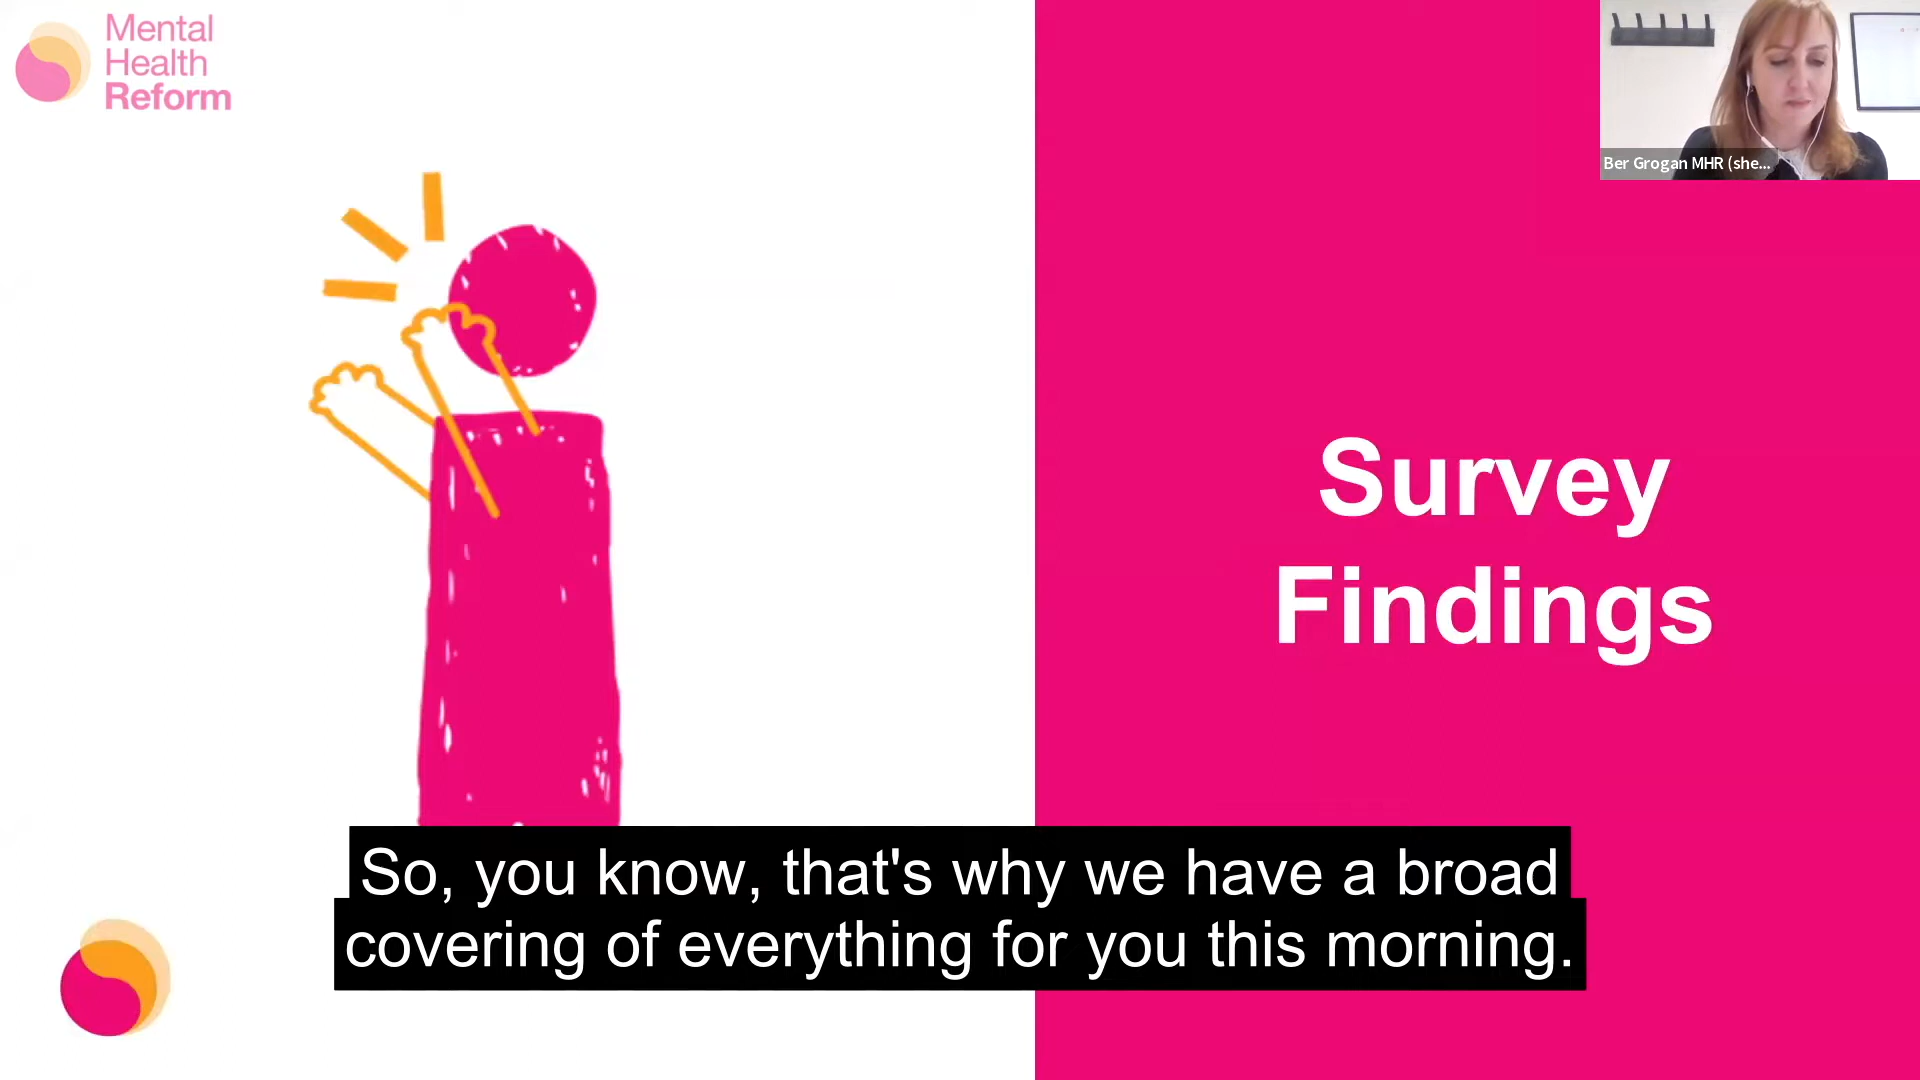 Mental
Health
Reform
Ber Grogan MHR (she...
Survey
Findings
So, you know, that's why we have a broad
covering of everything for you this morning.